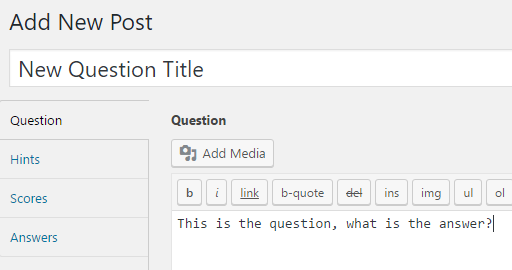 Add New Post
New Question Title
Question
Hints
Scores
Answers
Question
Add Media
b i link b-quote del ins img ul ol
This is the question, what is the answer?